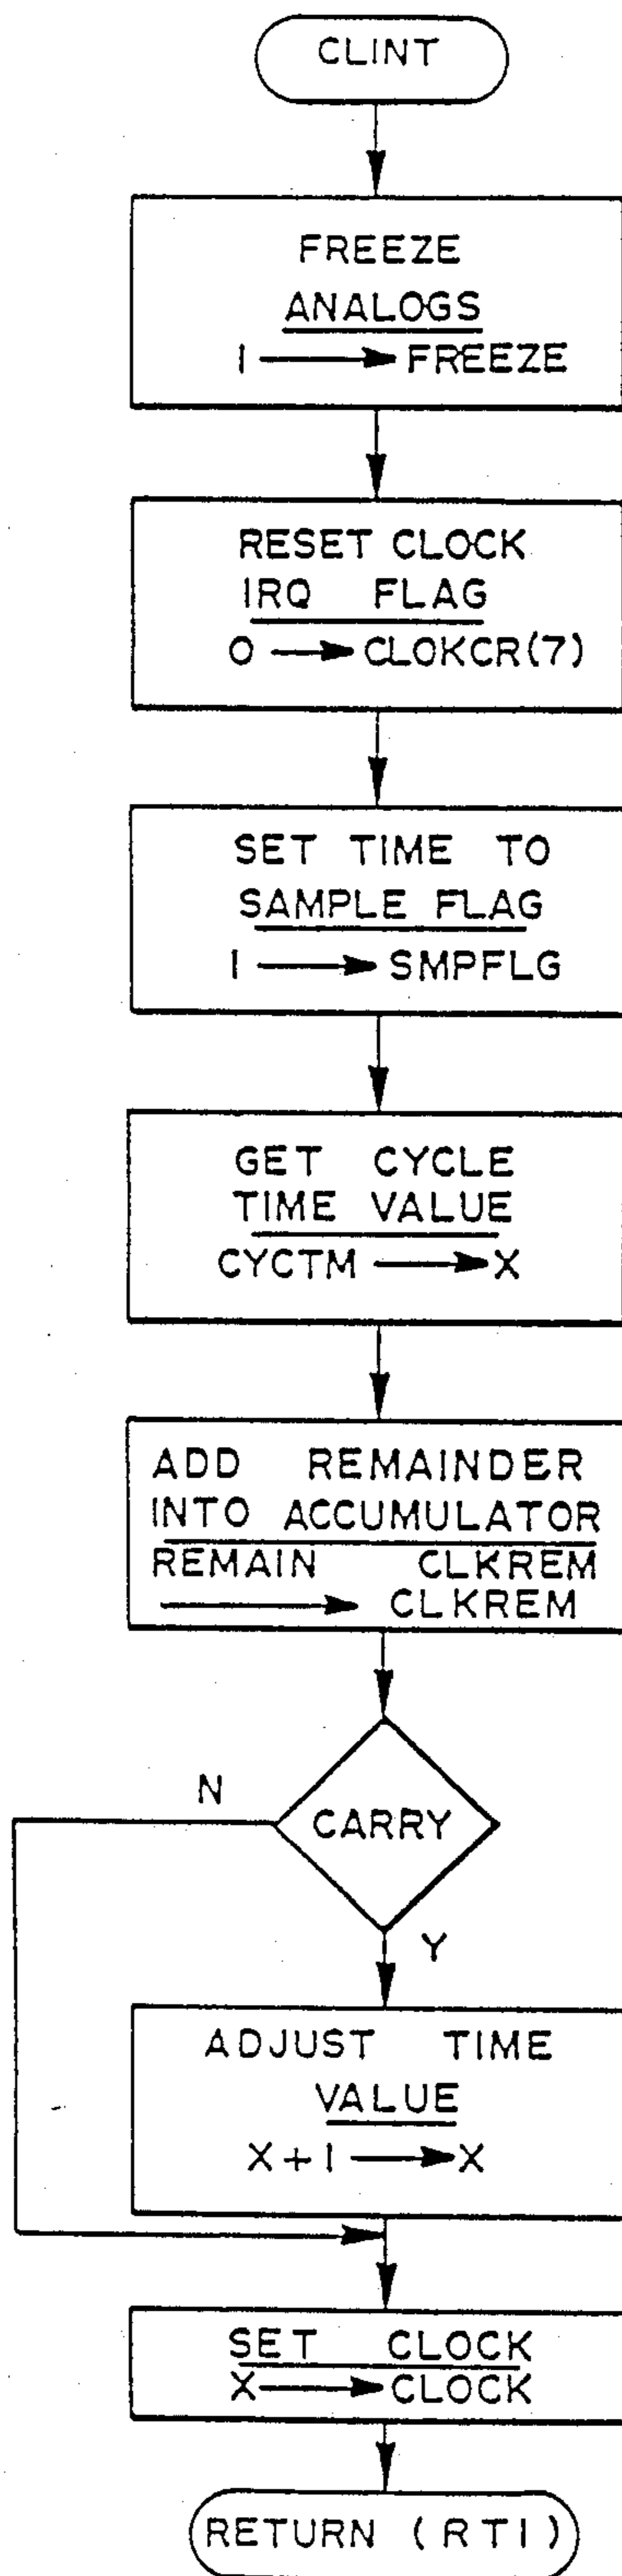 CLINT
FREEZE
ANALOGS
1 ⟶ FREEZE
RESET CLOCK
IRQ FLAG
0 ⟶ CLOKCR(7)
SET TIME TO
SAMPLE FLAG
1 ⟶ SMPFLG
GET CYCLE
TIME VALUE
CYCTM ⟶ X
ADD REMAINDER
INTO ACCUMULATOR
REMAIN CLKREM
⟶ CLKREM
N
CARRY
Y
ADJUST TIME
VALUE
X+1 ⟶ X
SET CLOCK
X ⟶ CLOCK
RETURN (RTI)